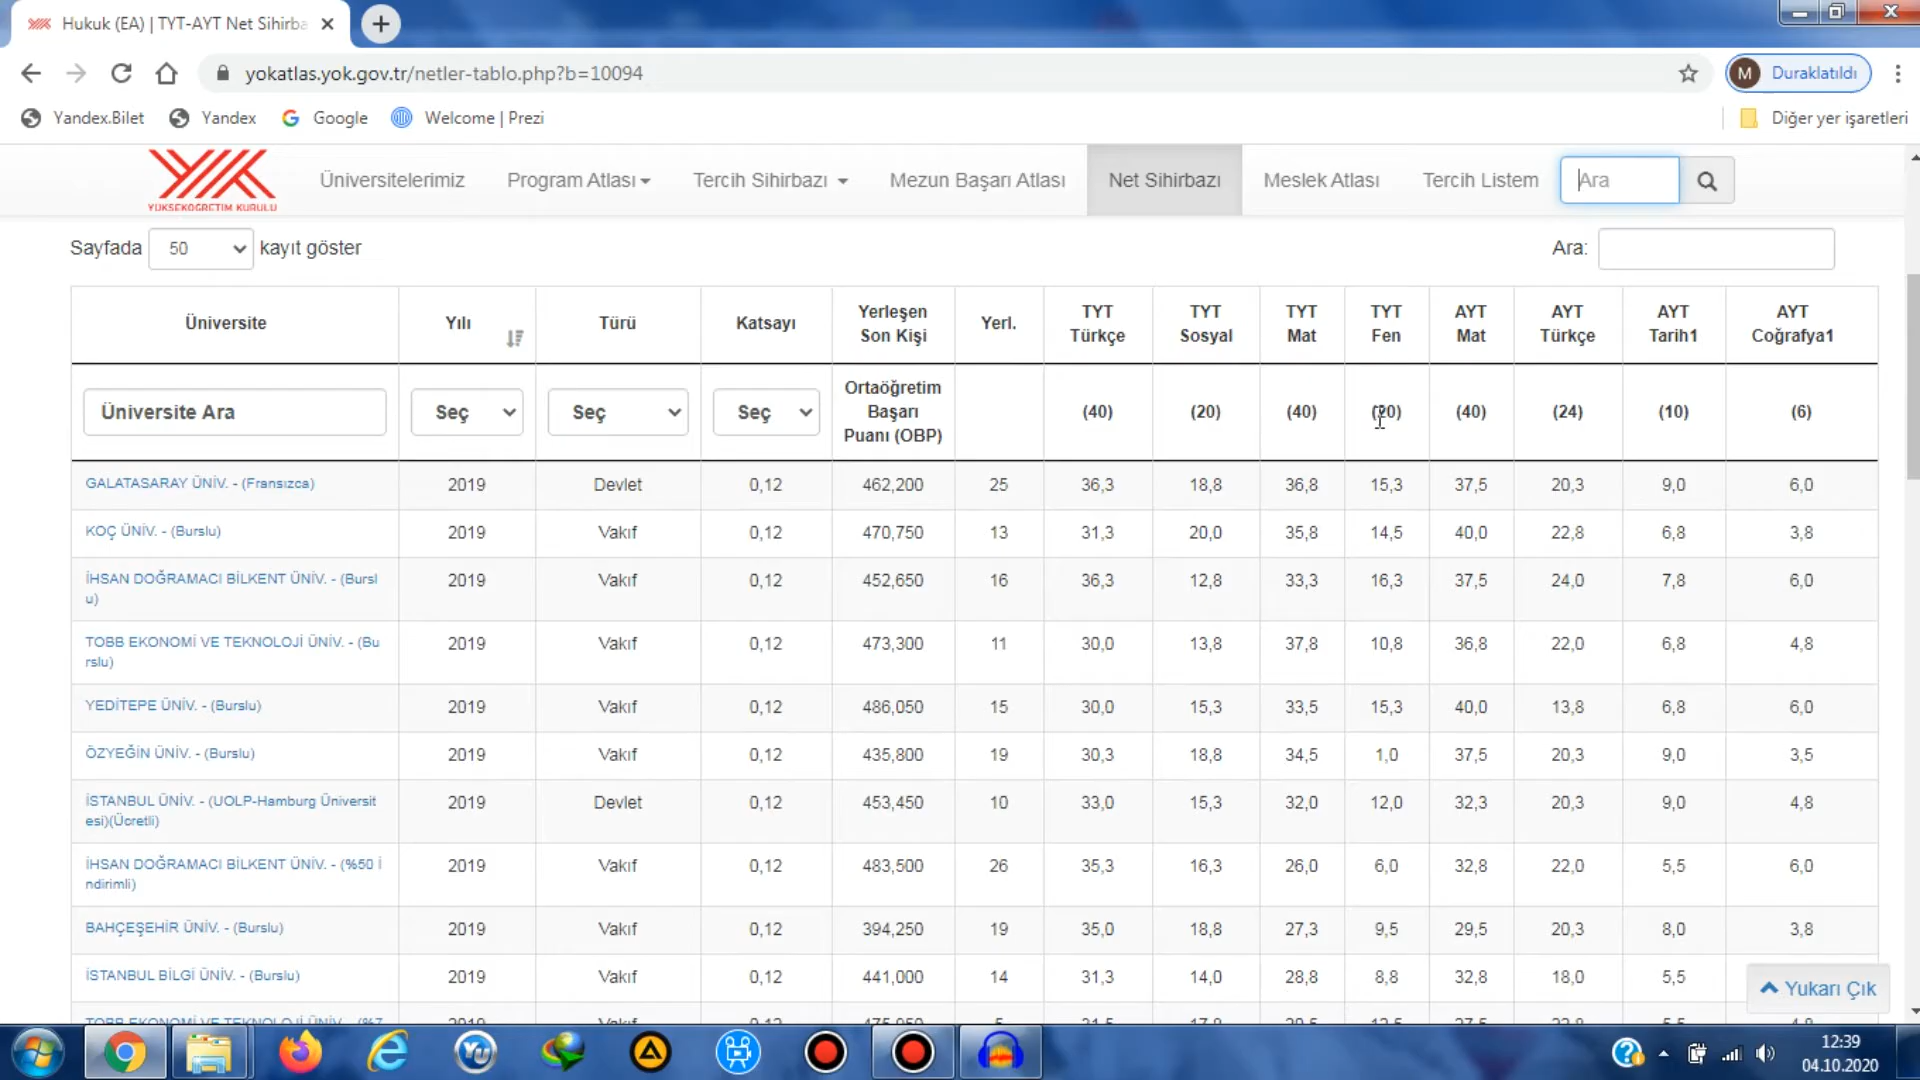 Hukuk (EA) | TYT-AYT Net Sihirba
yokatlas.yok.gov.tr/netler-tablo.php?b=10094
M Duraklatıldı
Yandex.Bilet Yandex Google Welcome | Prezi Diğer yer işaretleri
YÜKSEKÖĞRETİM KURULU
Üniversitelerimiz Program Atlası Tercih Sihirbazı Mezun Başarı Atlası Net Sihirbazı Meslek Atlası Tercih Listem Ara
Sayfada 50 kayıt göster Ara:
Üniversite Yılı Türü Katsayı Yerleşen Son Kişi Yerl. TYT Türkçe TYT Sosyal TYT Mat TYT Fen AYT Mat AYT Türkçe AYT Tarih1 AYT Coğrafya1
Üniversite Ara Seç Seç Seç Ortaöğretim Başarı Puanı (OBP) (40) (20) (40) (20) (40) (24) (10) (6)
GALATASARAY ÜNİV. - (Fransızca) 2019 Devlet 0,12 462,200 25 36,3 18,8 36,8 15,3 37,5 20,3 9,0 6,0
KOÇ ÜNİV. - (Burslu) 2019 Vakıf 0,12 470,750 13 31,3 20,0 35,8 14,5 40,0 22,8 6,8 3,8
İHSAN DOĞRAMACI BİLKENT ÜNİV. - (Burslu) 2019 Vakıf 0,12 452,650 16 36,3 12,8 33,3 16,3 37,5 24,0 7,8 6,0
TOBB EKONOMİ VE TEKNOLOJİ ÜNİV. - (Burslu) 2019 Vakıf 0,12 473,300 11 30,0 13,8 37,8 10,8 36,8 22,0 6,8 4,8
YEDİTEPE ÜNİV. - (Burslu) 2019 Vakıf 0,12 486,050 15 30,0 15,3 33,5 15,3 40,0 13,8 6,8 6,0
ÖZYEĞİN ÜNİV. - (Burslu) 2019 Vakıf 0,12 435,800 19 30,3 18,8 34,5 1,0 37,5 20,3 9,0 3,5
İSTANBUL ÜNİV. - (UOLP-Hamburg Üniversitesi)(Ücretli) 2019 Devlet 0,12 453,450 10 33,0 15,3 32,0 12,0 32,3 20,3 9,0 4,8
İHSAN DOĞRAMACI BİLKENT ÜNİV. - (%50 İndirimli) 2019 Vakıf 0,12 483,500 26 35,3 16,3 26,0 6,0 32,8 22,0 5,5 6,0
BAHÇEŞEHİR ÜNİV. - (Burslu) 2019 Vakıf 0,12 394,250 19 35,0 18,8 27,3 9,5 29,5 20,3 8,0 3,8
İSTANBUL BİLGİ ÜNİV. - (Burslu) 2019 Vakıf 0,12 441,000 14 31,3 14,0 28,8 8,8 32,8 18,0 5,5
TOBB EKONOMİ VE TEKNOLOJİ ÜNİV. - (%7 2019 Vakıf 0,12
Yukarı Çık
12:39
04.10.2020